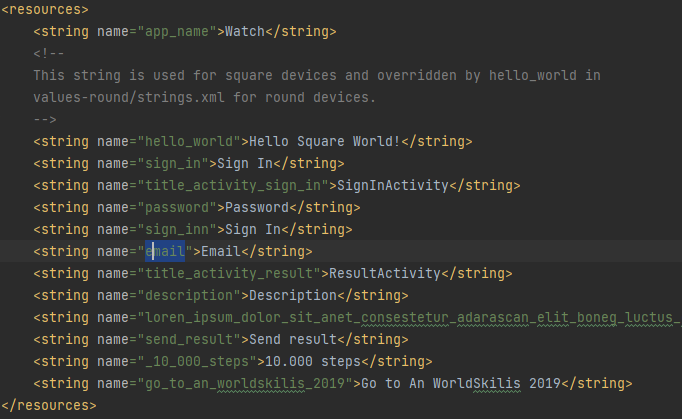 <resources>
<string name="app_name">Watch</string>
<!--
This string is used for square devices and overridden by hello_world in
values-round/strings.xml for round devices.
-->
<string name="hello_world">Hello Square World!</string>
<string name="sign_in">Sign In</string>
<string name="title_activity_sign_in">SignInActivity</string>
<string name="password">Password</string>
<string name="sign_inn">Sign In</string>
<string name="email">Email</string>
<string name="title_activity_result">ResultActivity</string>
<string name="description">Description</string>
<string name="loren_ipsum_dolor_sit_anet_consestetur_adarascan_elit_boneg_luctus_
<string name="send_result">Send result</string>
<string name="_10_000_steps">10.000 steps</string>
<string name="go_to_an_worldskilis_2019">Go to An WorldSkilis 2019</string>
</resources>